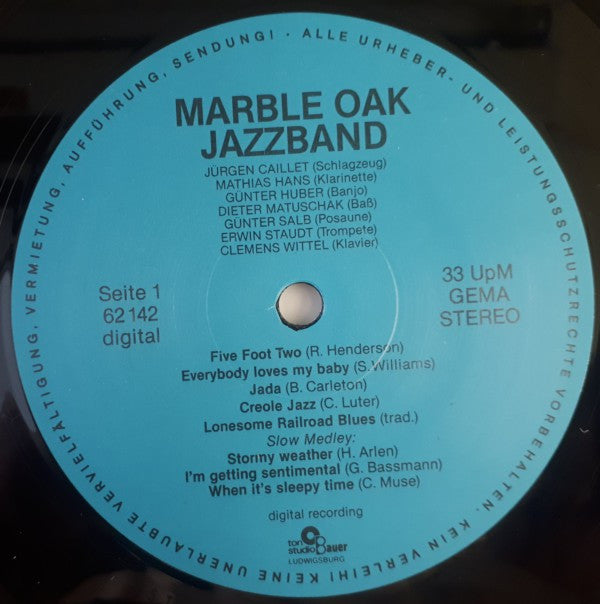 ALLE URHEBER- UND LEISTUNGSSCHUTZRECHTE VORBEHALTEN. KEIN VERLEIH! KEINE UNERLAUBTE VERVIELFÄLTIGUNG, VERMIETUNG, AUFFÜHRUNG, SENDUNG! ·
MARBLE OAK
JAZZBAND
JÜRGEN CAILLET (Schlagzeug)
MATHIAS HANS (Klarinette)
GÜNTER HUBER (Banjo)
DIETER MATUSCHAK (Baß)
GÜNTER SALB (Posaune)
ERWIN STAUDT (Trompete)
CLEMENS WITTEL (Klavier)
Seite 1
62 142
digital
33 UpM
GEMA
STEREO
Five Foot Two (R. Henderson)
Everybody loves my baby (S. Williams)
Jada (B. Carleton)
Creole Jazz (C. Luter)
Lonesome Railroad Blues (trad.)
Slow Medley:
Stormy weather (H. Arlen)
I'm getting sentimental (G. Bassmann)
When it's sleepy time (C. Muse)
digital recording
ton
studio Bauer
LUDWIGSBURG